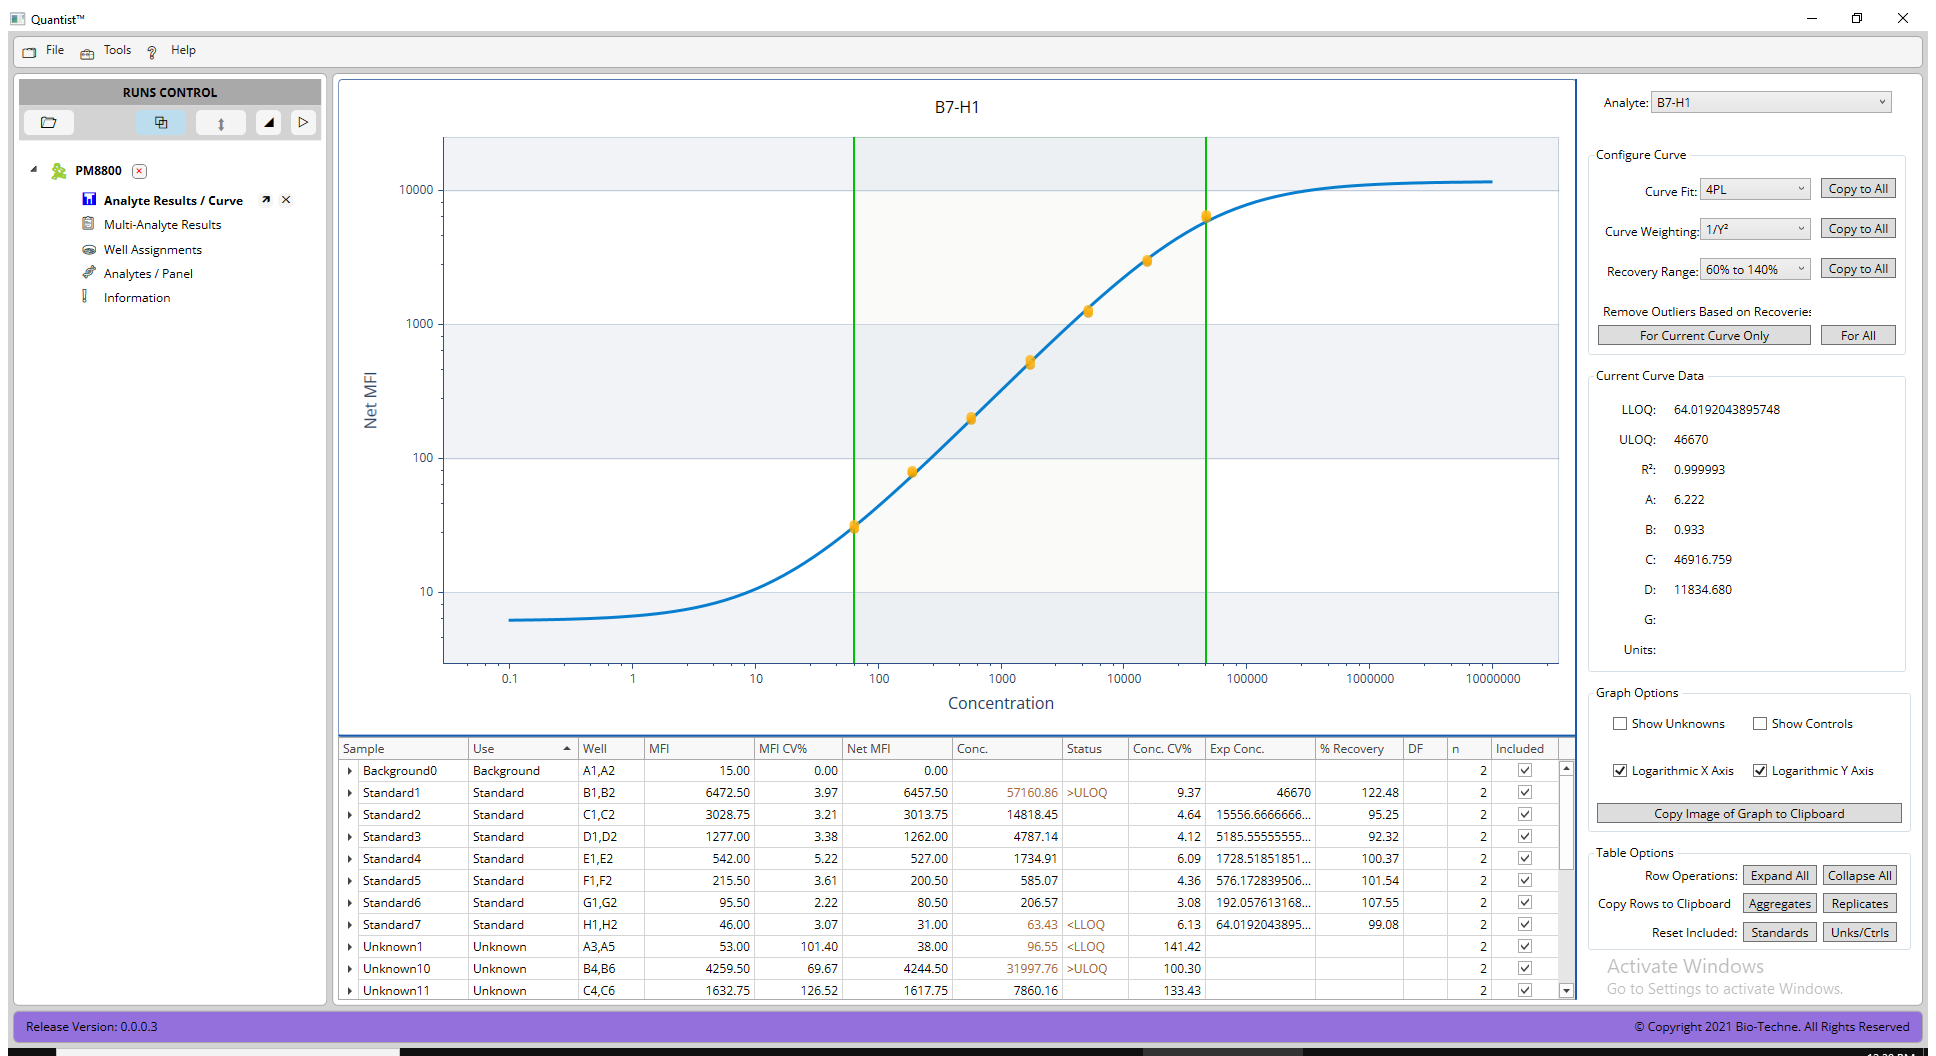 Quantist™
File Tools Help
RUNS CONTROL
PM8800
Analyte Results / Curve
Multi-Analyte Results
Well Assignments
Analytes / Panel
Information
B7-H1
Net MFI
10000
1000
100
10
0.1 1 10 100 1000 10000 100000 1000000 10000000
Concentration
Sample Use Well MFI MFI CV% Net MFI Conc. Status Conc. CV% Exp Conc. % Recovery DF n Included
Background0 Background A1,A2 15.00 0.00 0.00 2
Standard1 Standard B1,B2 6472.50 3.97 6457.50 57160.86 >ULOQ 9.37 46670 122.48 2
Standard2 Standard C1,C2 3028.75 3.21 3013.75 14818.45 4.64 15556.6666666... 95.25 2
Standard3 Standard D1,D2 1277.00 3.38 1262.00 4787.14 4.12 5185.55555555... 92.32 2
Standard4 Standard E1,E2 542.00 5.22 527.00 1734.91 6.09 1728.51851851... 100.37 2
Standard5 Standard F1,F2 215.50 3.61 200.50 585.07 4.36 576.172839506... 101.54 2
Standard6 Standard G1,G2 95.50 2.22 80.50 206.57 3.08 192.057613168... 107.55 2
Standard7 Standard H1,H2 46.00 3.07 31.00 63.43 <LLOQ 6.13 64.0192043895... 99.08 2
Unknown1 Unknown A3,A5 53.00 101.40 38.00 96.55 <LLOQ 141.42 2
Unknown10 Unknown B4,B6 4259.50 69.67 4244.50 31997.76 >ULOQ 100.30 2
Unknown11 Unknown C4,C6 1632.75 126.52 1617.75 7860.16 133.43 2
Analyte: B7-H1
Configure Curve
Curve Fit: 4PL Copy to All
Curve Weighting: 1/Y² Copy to All
Recovery Range: 60% to 140% Copy to All
Remove Outliers Based on Recoveries
For Current Curve Only For All
Current Curve Data
LLOQ: 64.0192043895748
ULOQ: 46670
R²: 0.999993
A: 6.222
B: 0.933
C: 46916.759
D: 11834.680
G:
Units:
Graph Options
Show Unknowns Show Controls
Logarithmic X Axis Logarithmic Y Axis
Copy Image of Graph to Clipboard
Table Options
Row Operations: Expand All Collapse All
Copy Rows to Clipboard Aggregates Replicates
Reset Included: Standards Unks/Ctrls
Activate Windows
Go to Settings to activate Windows.
Release Version: 0.0.0.3
© Copyright 2021 Bio-Techne. All Rights Reserved